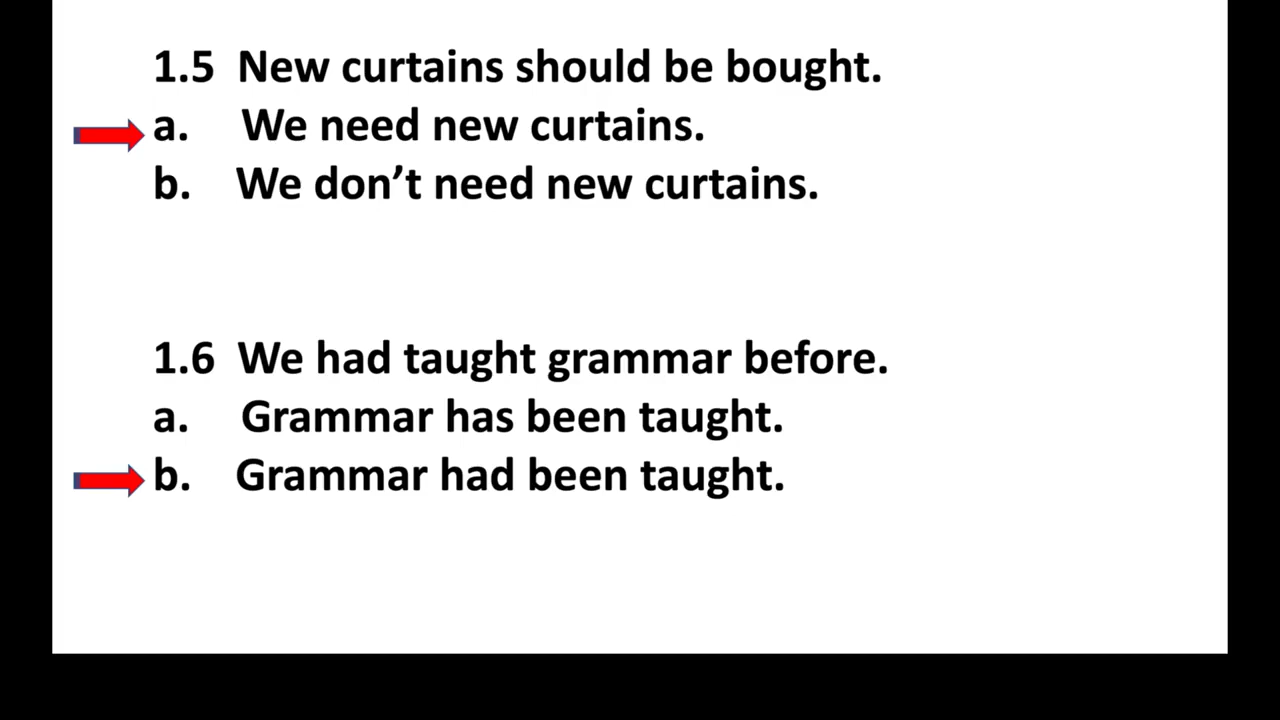 1.5 New curtains should be bought.
a. We need new curtains.
b. We don’t need new curtains.
1.6 We had taught grammar before.
a. Grammar has been taught.
b. Grammar had been taught.